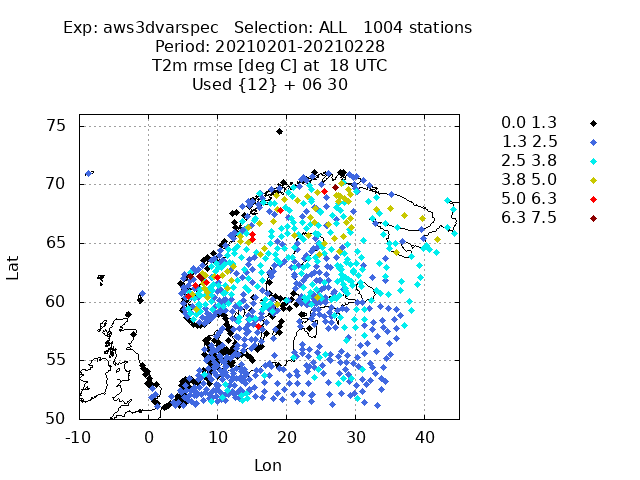 Exp: aws3dvarspec   Selection: ALL   1004 stations
Period: 20210201-20210228
T2m rmse [deg C] at  18 UTC
Used {12} + 06 30
75
70
65
60
55
50
-10 0 10 20 30 40
Lat
Lon
0.0 1.3
1.3 2.5
2.5 3.8
3.8 5.0
5.0 6.3
6.3 7.5